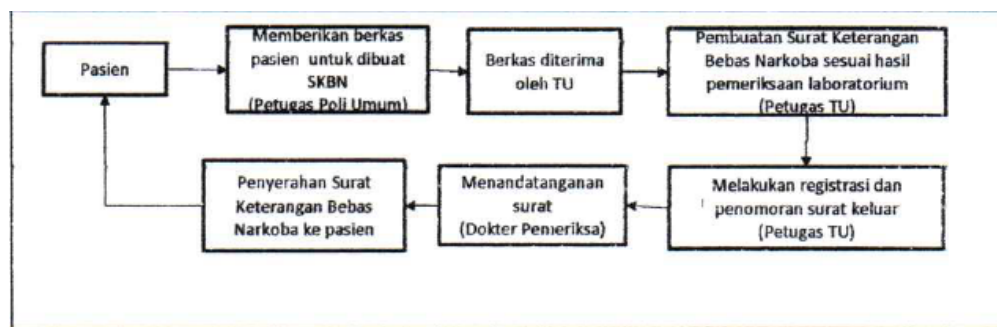 Pasien
Memberikan berkas
pasien untuk dibuat
SKBN
(Petugas Poli Umum)
Berkas diterima
oleh TU
Pembuatan Surat Keterangan
Bebas Narkoba sesuai hasil
pemeriksaan laboratorium
(Petugas TU)
Melakukan registrasi dan
penomoran surat keluar
(Petugas TU)
Menandatanganan
surat
(Dokter Pemeriksa)
Penyerahan Surat
Keterangan Bebas
Narkoba ke pasien